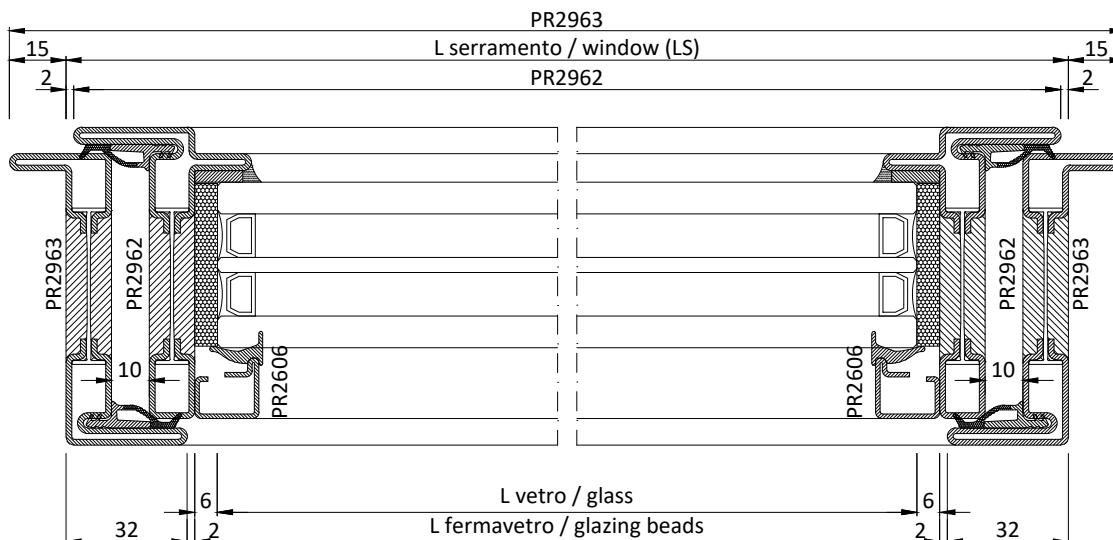 PR2963
15 L serramento / window (LS) 15
2 PR2962 2
PR2963 PR2962 PR2962 PR2963
10 PR2606 PR2606 10
6 L vetro / glass 6
32 2 L fermavetro / glazing beads 2 32